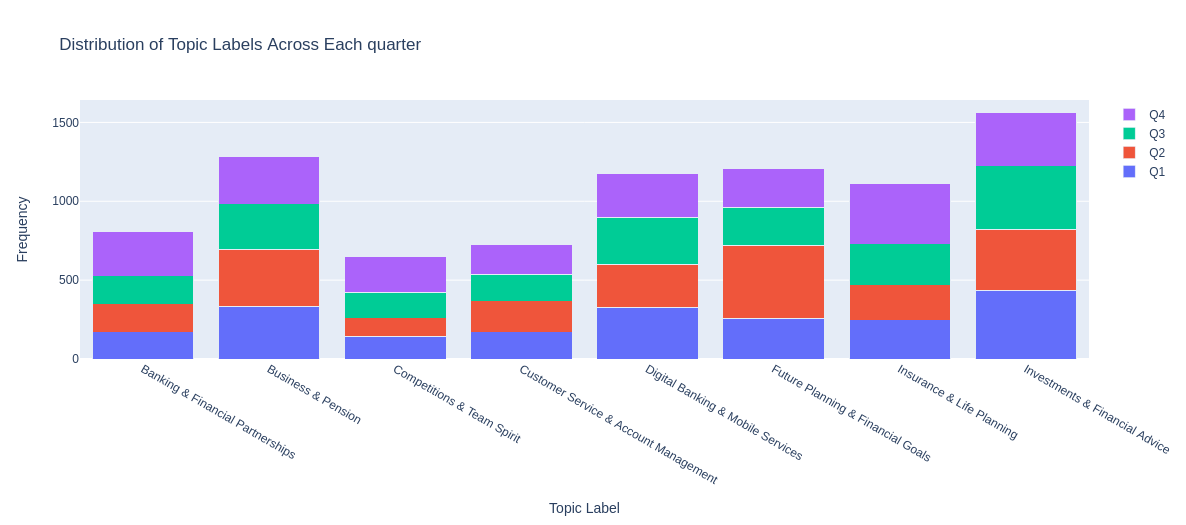 Distribution of Topic Labels Across Each quarter
Frequency
1500
1000
500
0
Banking & Financial Partnerships
Business & Pension
Competitions & Team Spirit
Customer Service & Account Management
Digital Banking & Mobile Services
Future Planning & Financial Goals
Insurance & Life Planning
Investments & Financial Advice
Topic Label
Q4
Q3
Q2
Q1